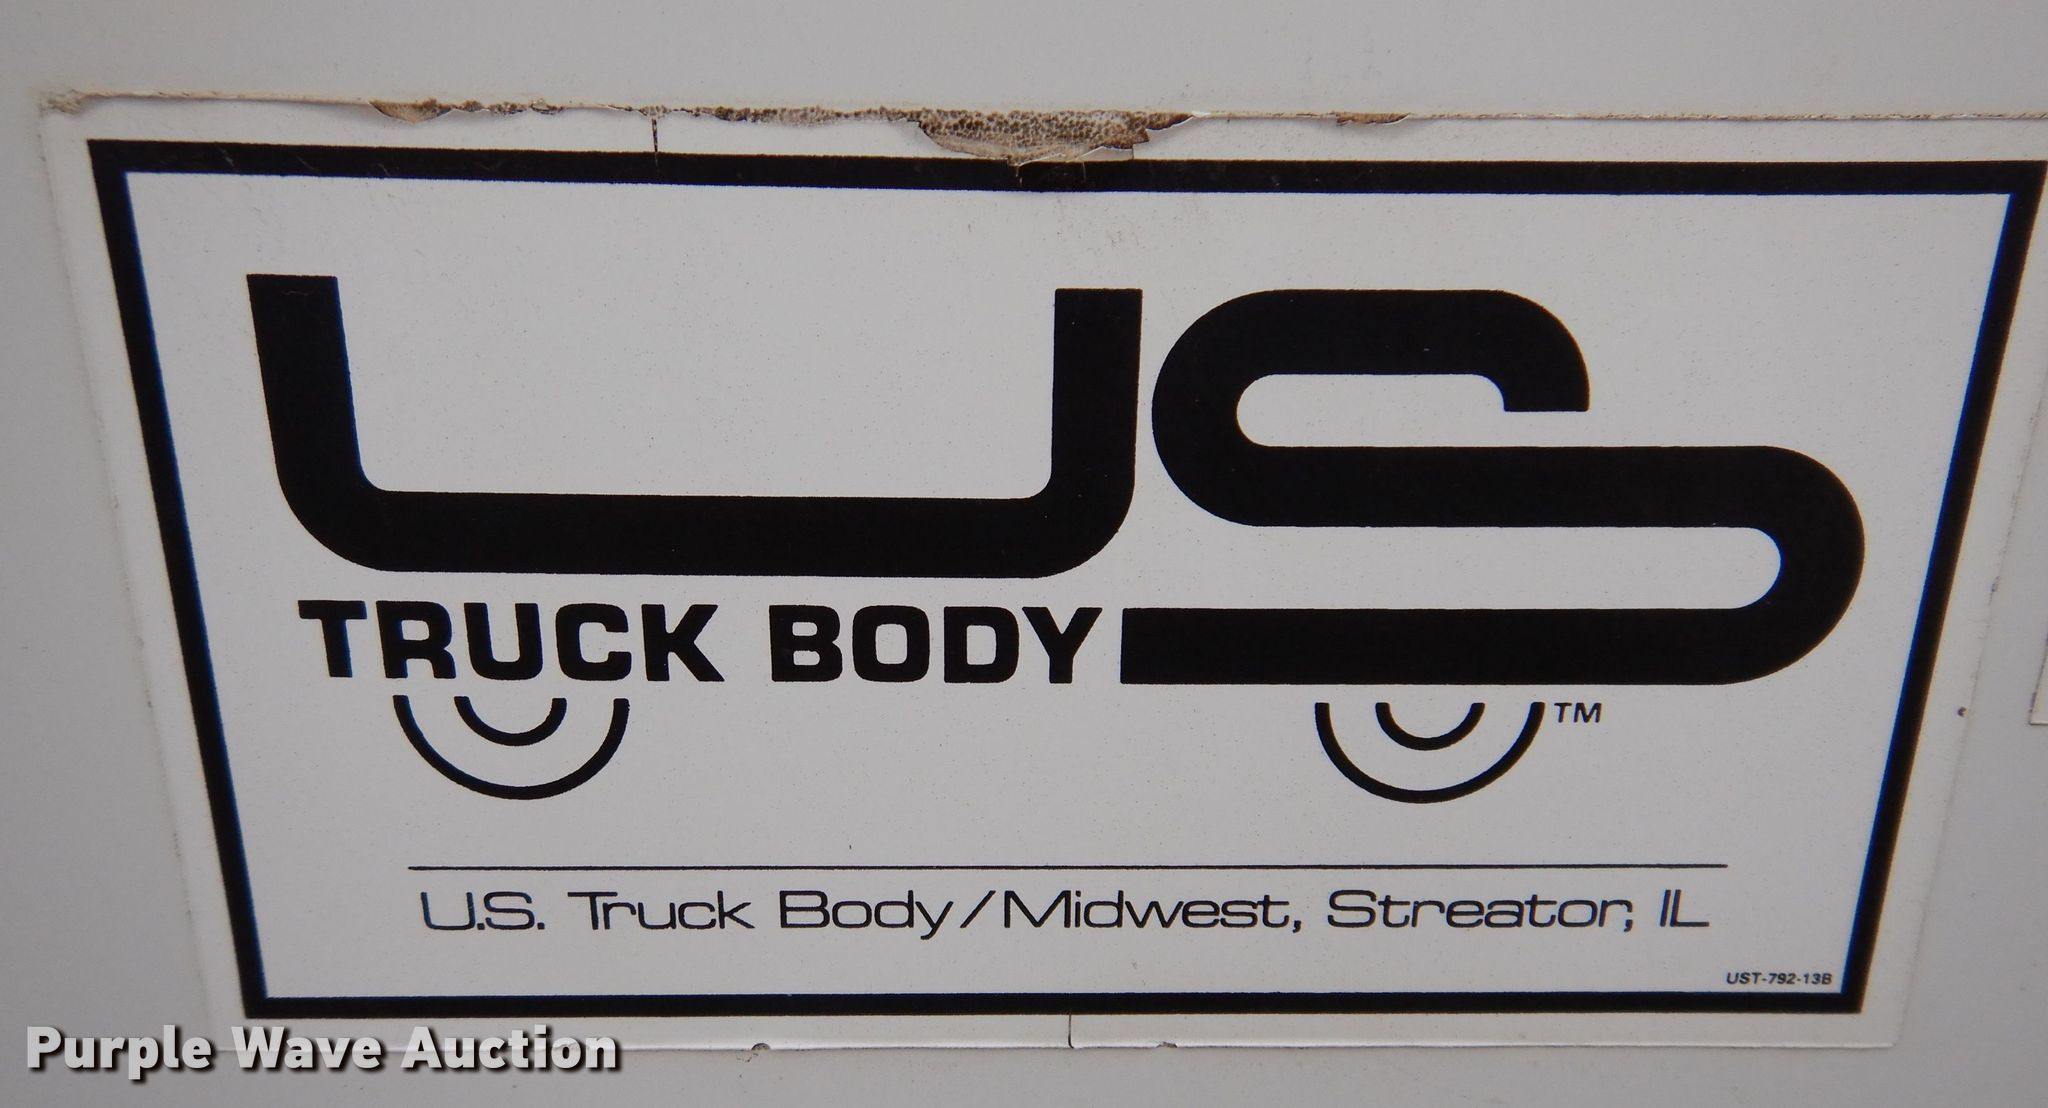 US
TRUCK BODY
TM
U.S. Truck Body/Midwest, Streator, IL
UST-792-13B
Purple Wave Auction